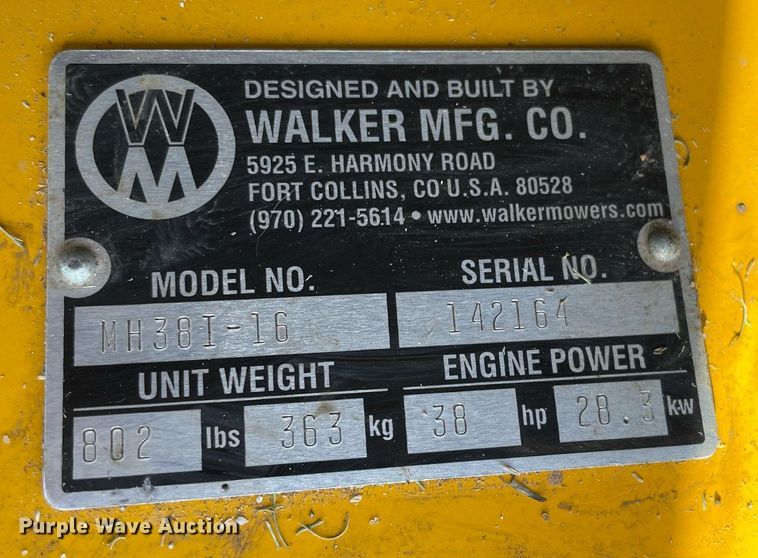 WM
DESIGNED AND BUILT BY
WALKER MFG. CO.
5925 E. HARMONY ROAD
FORT COLLINS, CO U.S.A. 80528
(970) 221-5614 • www.walkermowers.com
MODEL NO. SERIAL NO.
MH38I-16 142164
UNIT WEIGHT ENGINE POWER
802 lbs 363 kg 38 hp 28.3 kw
Purple Wave Auction